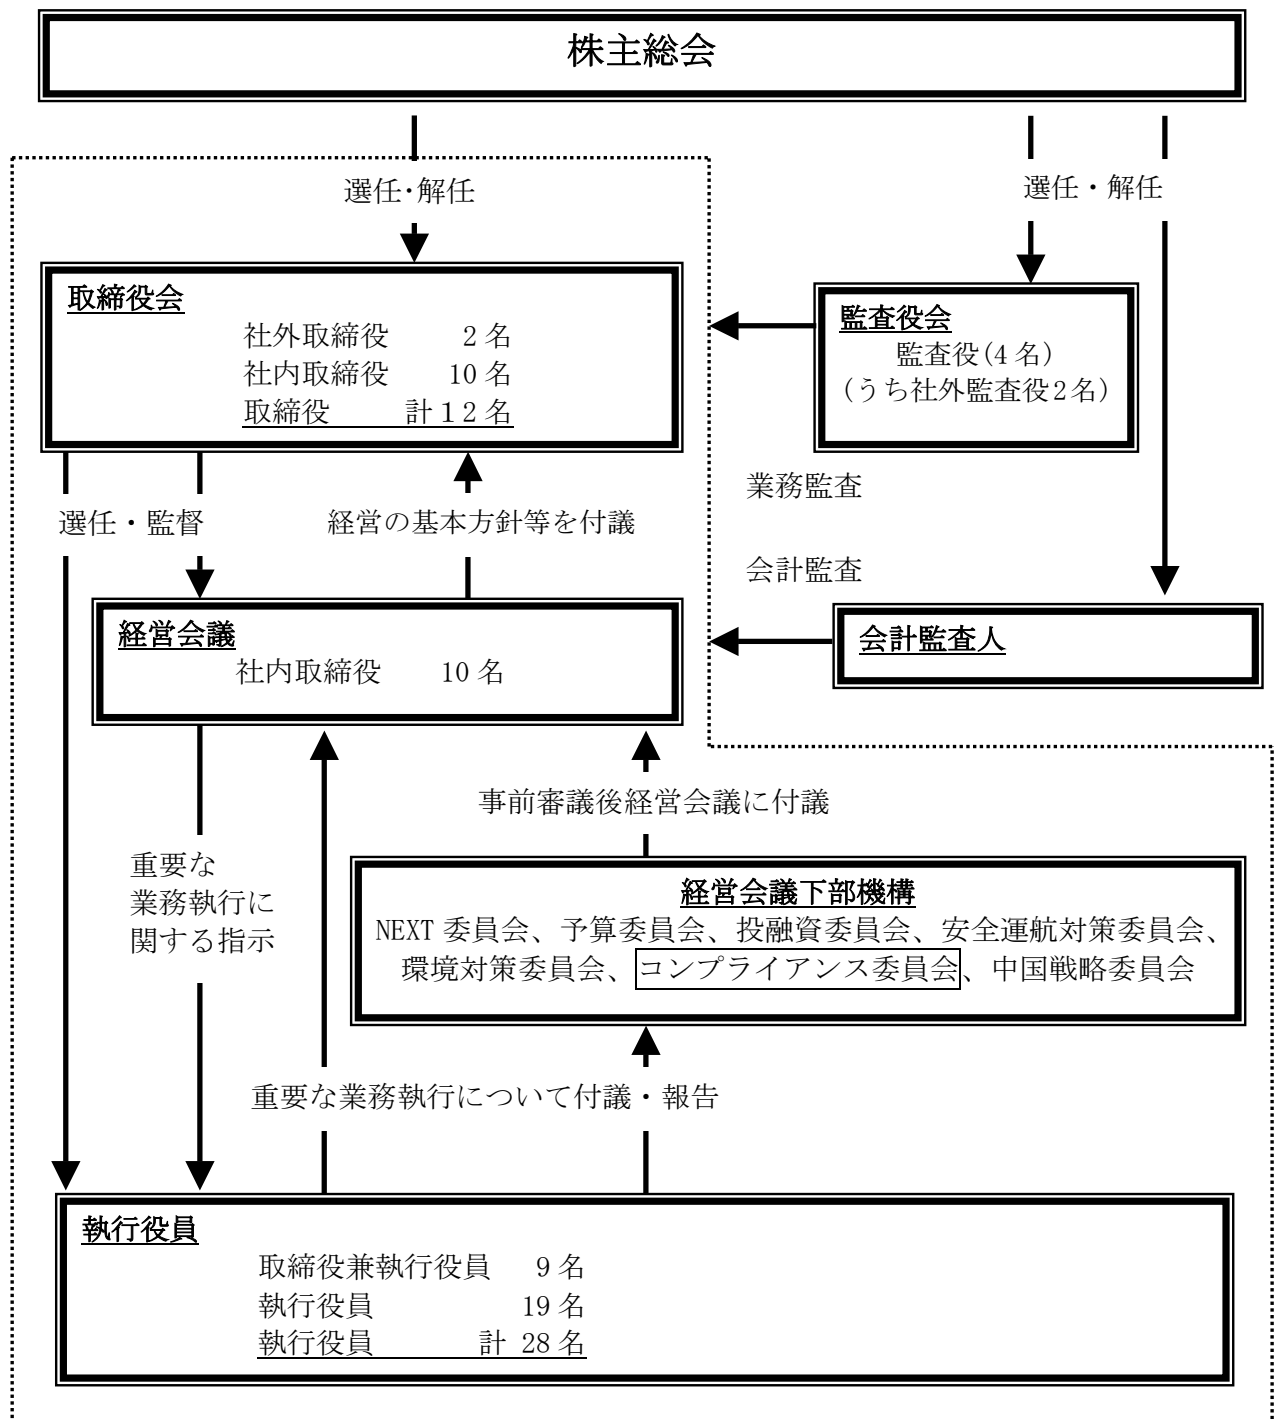 株主総会
選任・解任
選任・解任
取締役会
社外取締役 2名
社内取締役 10名
取締役 計12名
監査役会
監査役(4名)
(うち社外監査役2名)
業務監査
選任・監督
経営の基本方針等を付議
会計監査
経営会議
社内取締役 10名
会計監査人
事前審議後経営会議に付議
重要な
業務執行に
関する指示
経営会議下部機構
NEXT委員会、予算委員会、投融資委員会、安全運航対策委員会、
環境対策委員会、コンプライアンス委員会、中国戦略委員会
重要な業務執行について付議・報告
執行役員
取締役兼執行役員 9名
執行役員 19名
執行役員 計 28名